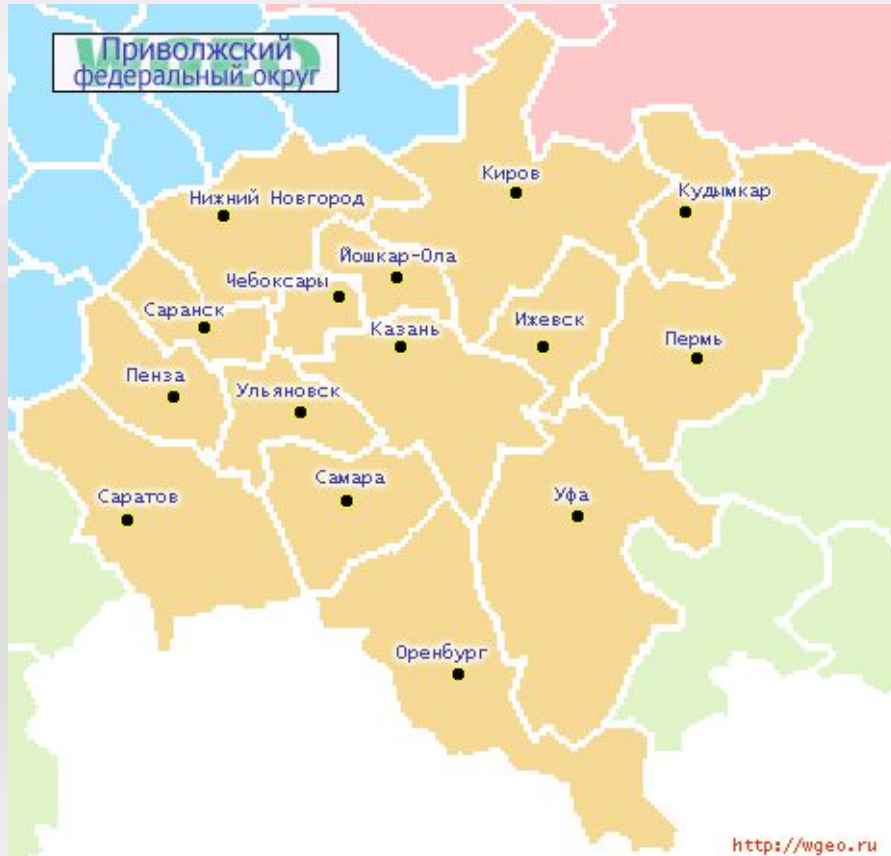 WGEO
Приволжский
федеральный округ
Киров
Кудымкар
Нижний Новгород
Йошкар-Ола
Чебоксары
Саранск
Казань
Ижевск
Пермь
Пенза
Ульяновск
Самара
Саратов
Уфа
Оренбург
http://wgeo.ru